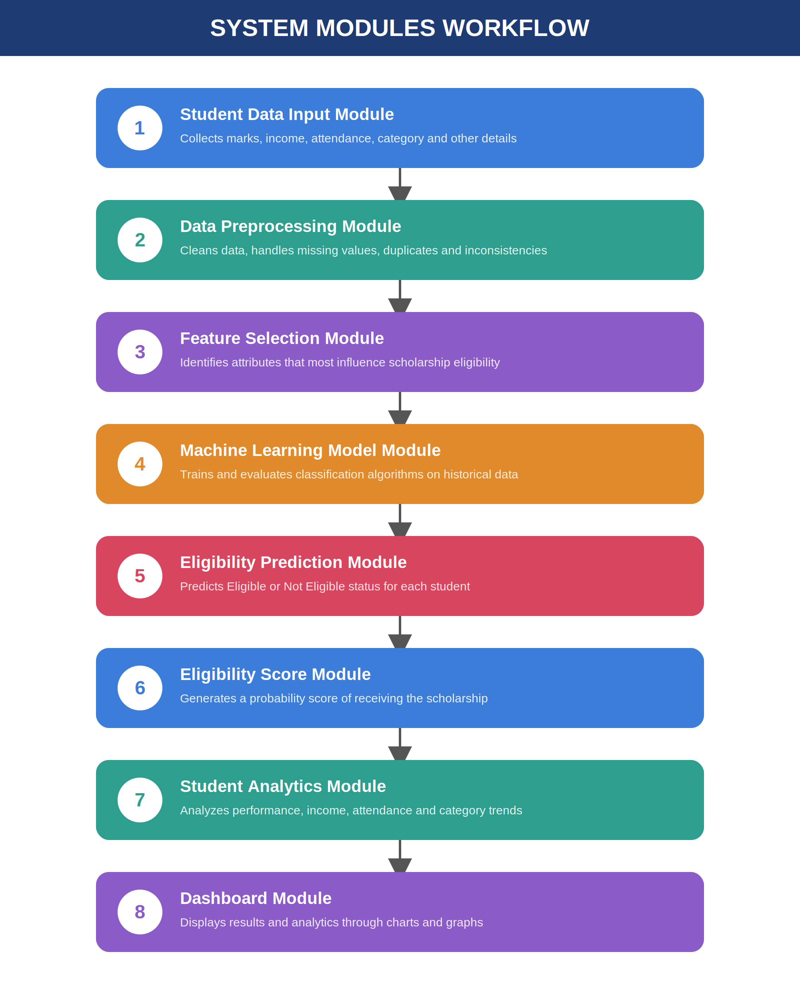 SYSTEM MODULES WORKFLOW
1
Student Data Input Module
Collects marks, income, attendance, category and other details
2
Data Preprocessing Module
Cleans data, handles missing values, duplicates and inconsistencies
3
Feature Selection Module
Identifies attributes that most influence scholarship eligibility
4
Machine Learning Model Module
Trains and evaluates classification algorithms on historical data
5
Eligibility Prediction Module
Predicts Eligible or Not Eligible status for each student
6
Eligibility Score Module
Generates a probability score of receiving the scholarship
7
Student Analytics Module
Analyzes performance, income, attendance and category trends
8
Dashboard Module
Displays results and analytics through charts and graphs